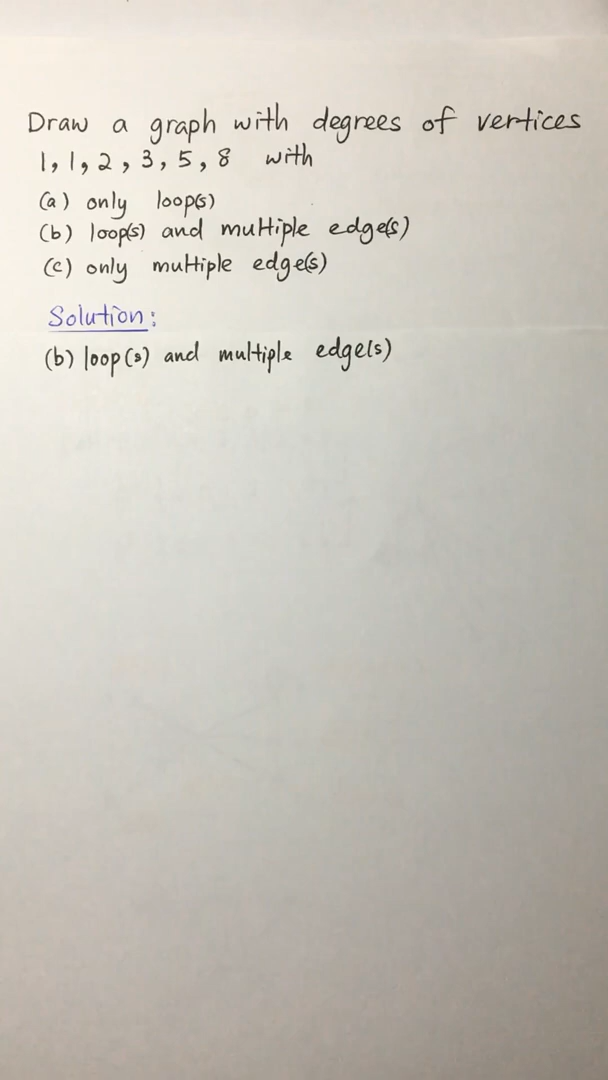 Draw a graph with degrees of vertices
1, 1, 2, 3, 5, 8 with
(a) only loop(s)
(b) loop(s) and multiple edge(s)
(c) only multiple edge(s)
Solution:
(b) loop(s) and multiple edge(s)